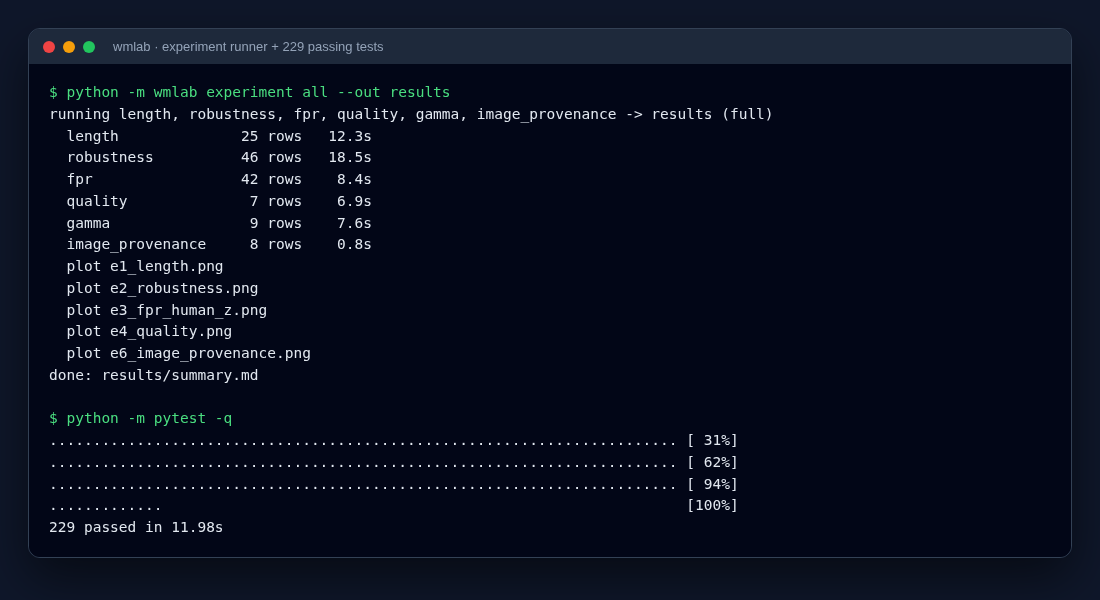 wmlab · experiment runner + 229 passing tests
$ python -m wmlab experiment all --out results
running length, robustness, fpr, quality, gamma, image_provenance -> results (full)
  length              25 rows   12.3s
  robustness          46 rows   18.5s
  fpr                 42 rows    8.4s
  quality              7 rows    6.9s
  gamma                9 rows    7.6s
  image_provenance     8 rows    0.8s
  plot e1_length.png
  plot e2_robustness.png
  plot e3_fpr_human_z.png
  plot e4_quality.png
  plot e6_image_provenance.png
done: results/summary.md
$ python -m pytest -q
........................................................................ [ 31%]
........................................................................ [ 62%]
........................................................................ [ 94%]
.............                                                            [100%]
229 passed in 11.98s